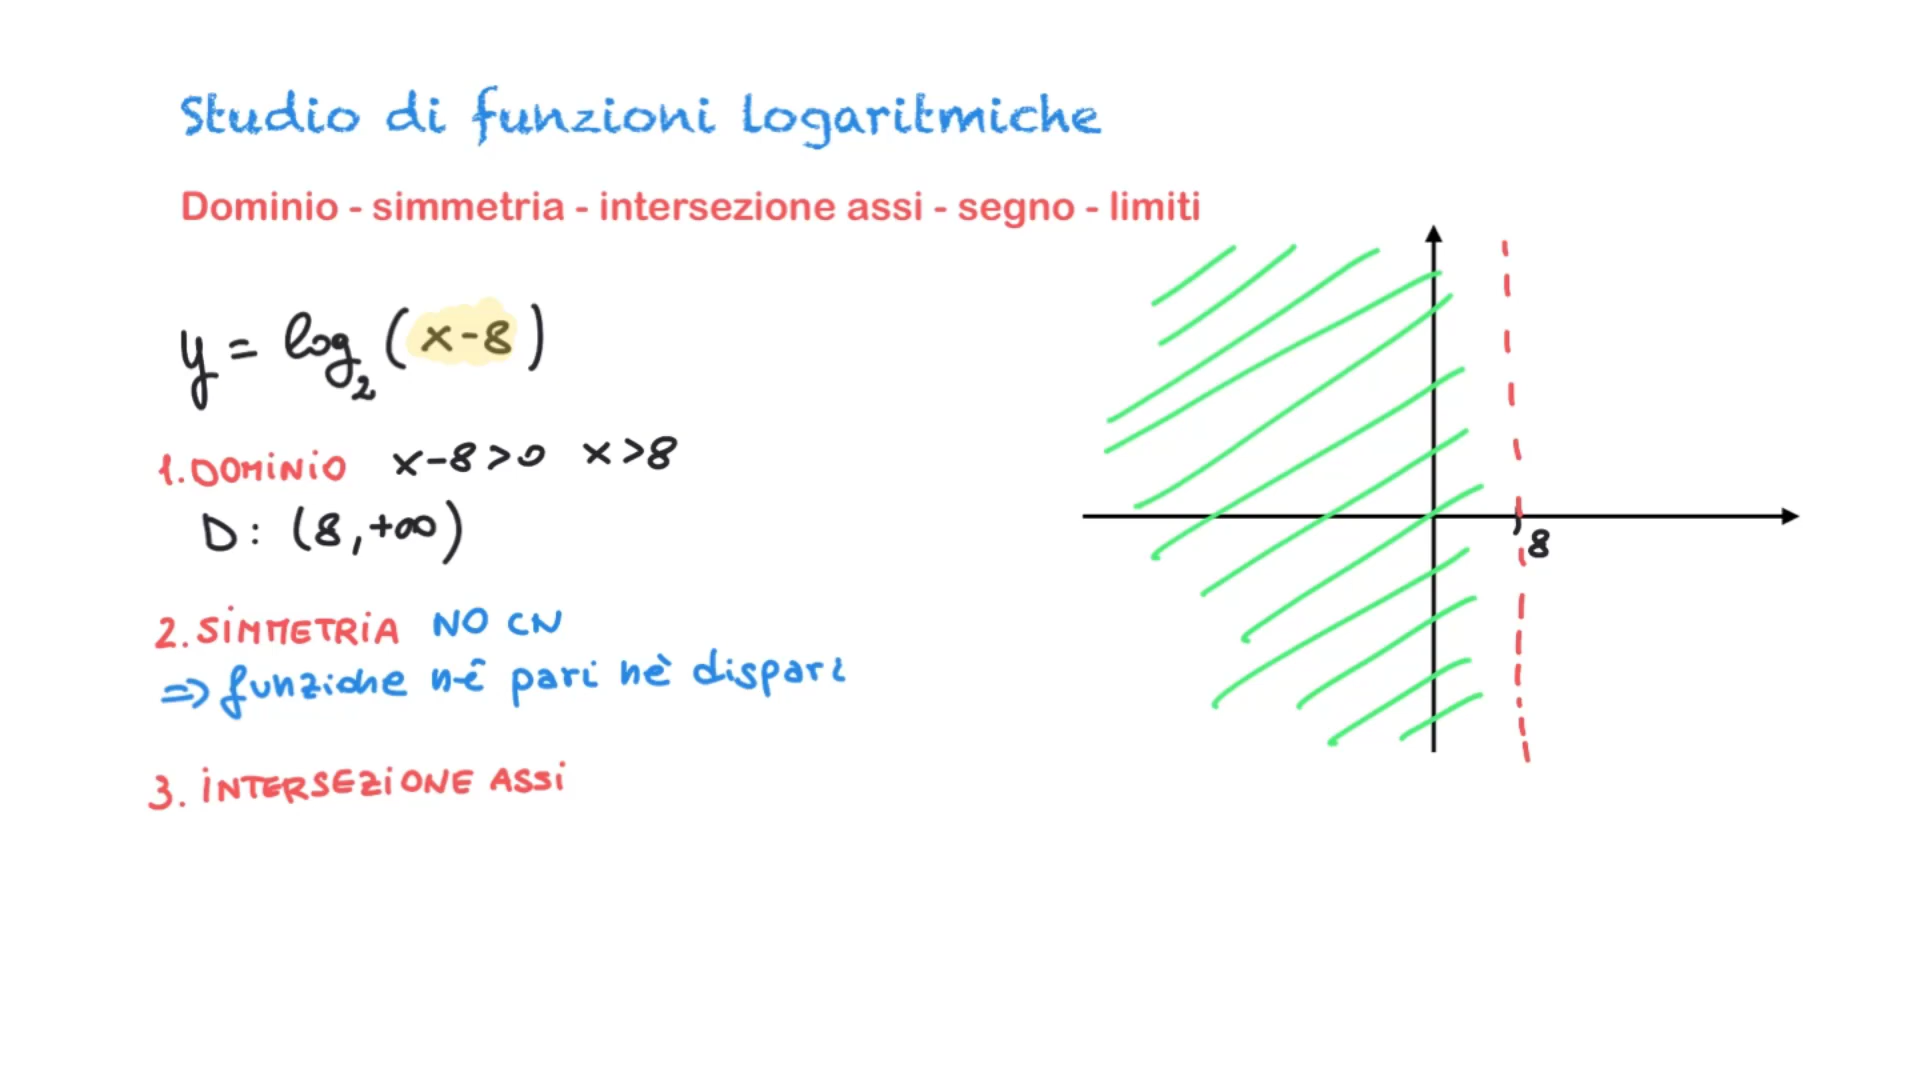 Studio di funzioni logaritmiche
Dominio - simmetria - intersezione assi - segno - limiti
y = log₂ (x-8)
1. DOMINIO x-8>0 x>8
D: (8,+∞)
8
2. SIMMETRIA NO CN
⇒ funzione nè pari nè dispari
3. INTERSEZIONE ASSI